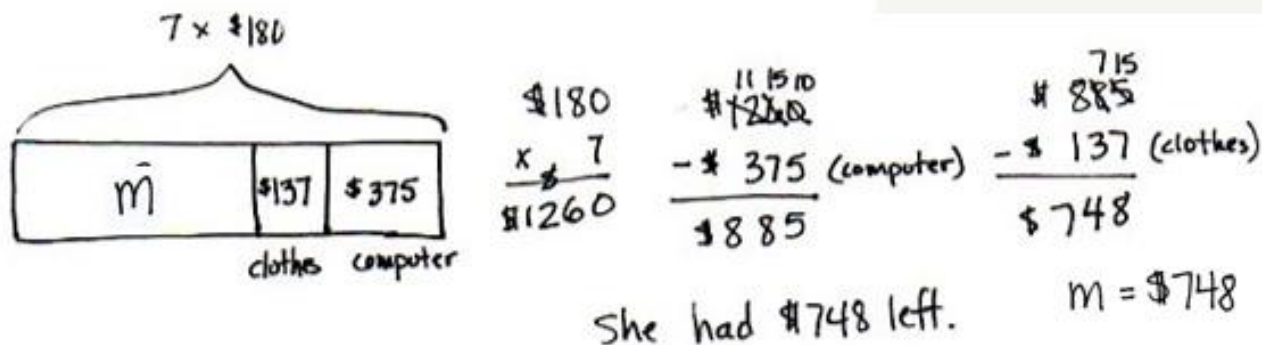 7 x $180
m $137 $375
clothes computer
$180
x 7
5
$1260
11 15 10
$1260
- $ 375 (computer)
$885
7 15
$ 885
- $ 137 (clothes)
$ 748
m = $748
She had $748 left.